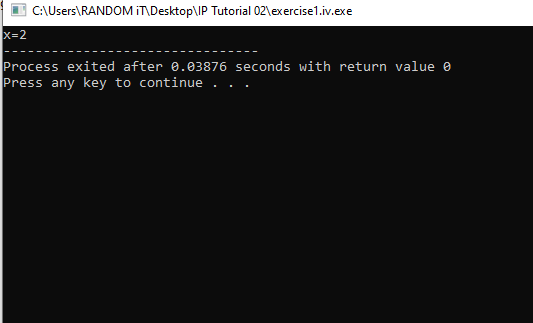 C:\Users\RANDOM iT\Desktop\IP Tutorial 02\exercise1.iv.exe
x=2
--------------------------------
Process exited after 0.03876 seconds with return value 0
Press any key to continue . . .